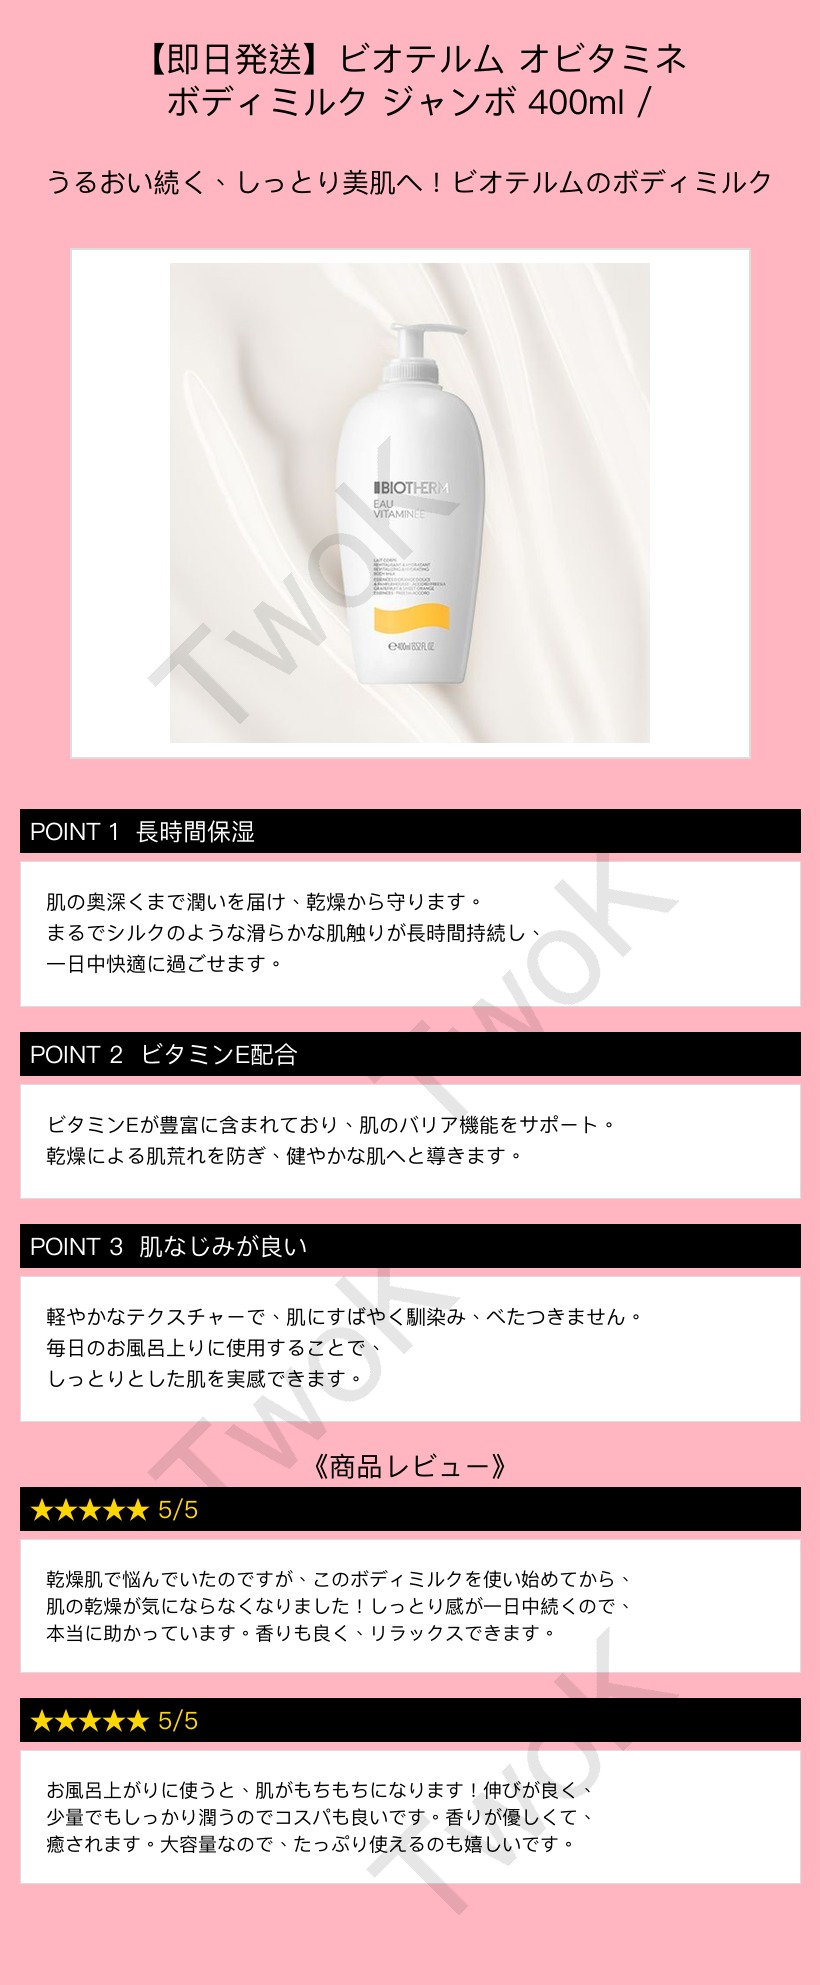 【即日発送】ビオテルム オビタミネ
ボディミルク ジャンボ 400ml /
うるおい続く、しっとり美肌へ！ビオテルムのボディミルク
BIOTHERM
EAU
VITAMINÉE
LAIT CORPS
REVITALISANT & HYDRATANT
REVITALIZING & HYDRATING
BODY MILK
℮400ml 13.52 FL. OZ
TwoK
POINT 1 長時間保湿
肌の奥深くまで潤いを届け、乾燥から守ります。
まるでシルクのような滑らかな肌触りが長時間持続し、
一日中快適に過ごせます。
TwoK
POINT 2 ビタミンE配合
ビタミンEが豊富に含まれており、肌のバリア機能をサポート。
乾燥による肌荒れを防ぎ、健やかな肌へと導きます。
POINT 3 肌なじみが良い
軽やかなテクスチャーで、肌にすばやく馴染み、べたつきません。
毎日のお風呂上りに使用することで、
しっとりとした肌を実感できます。
TwoK
《商品レビュー》
★★★★★ 5/5
乾燥肌で悩んでいたのですが、このボディミルクを使い始めてから、
肌の乾燥が気にならなくなりました！しっとり感が一日中続くので、
本当に助かっています。香りも良く、リラックスできます。
★★★★★ 5/5
お風呂上がりに使うと、肌がもちもちになります！伸びが良く、
少量でもしっかり潤うのでコスパも良いです。香りが優しくて、
癒されます。大容量なので、たっぷり使えるのも嬉しいです。
TwoK